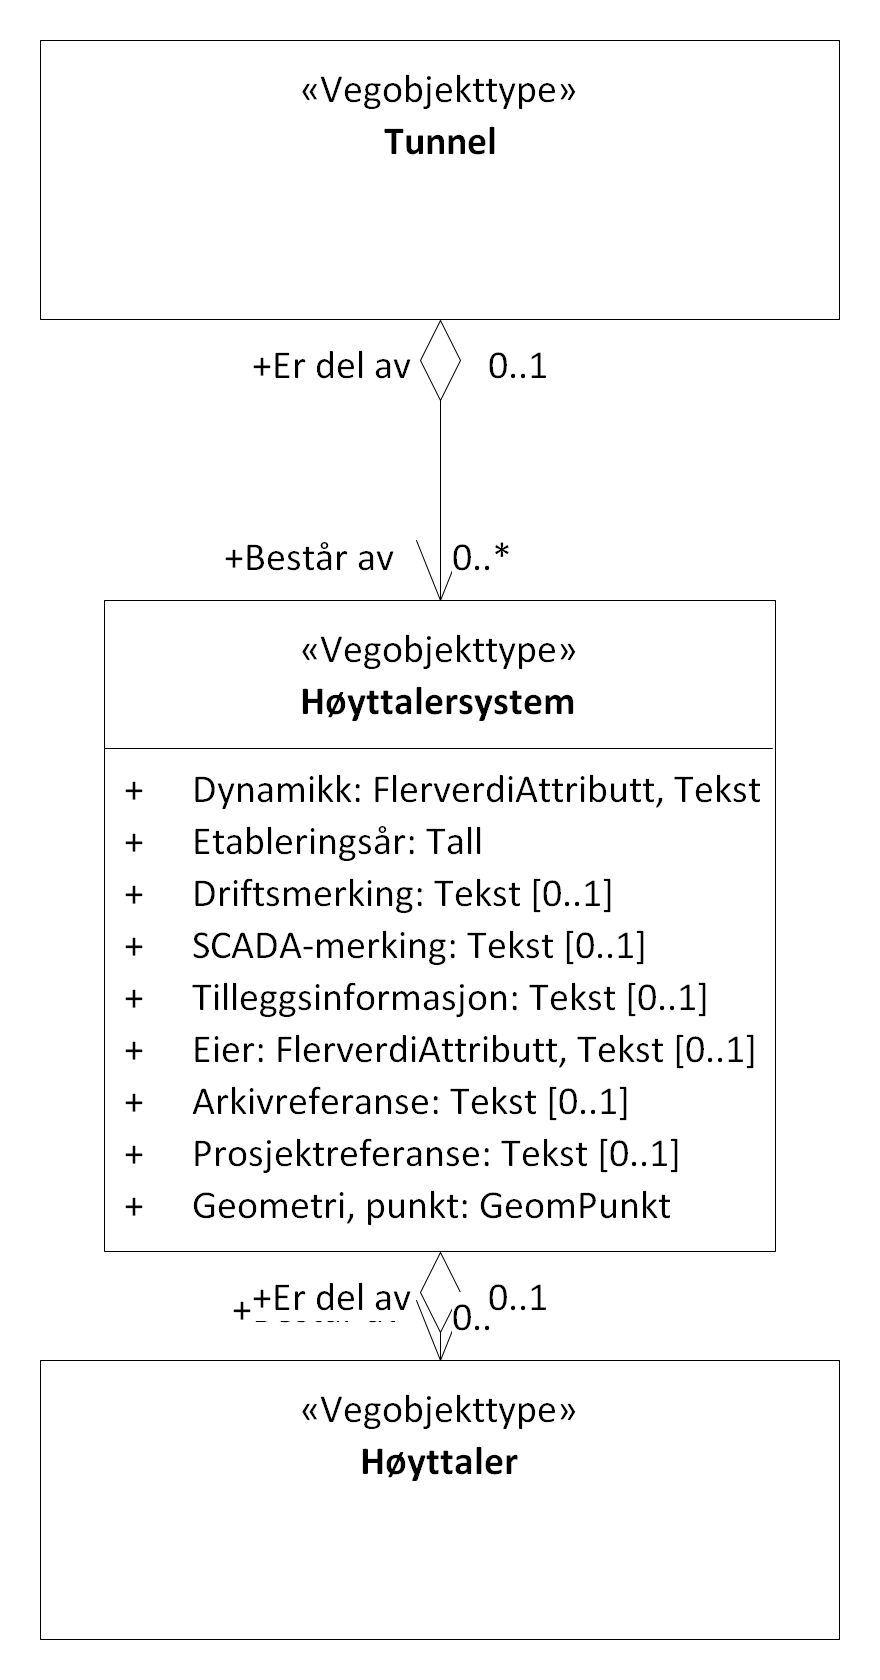 «Vegobjekttype»
Tunnel
+Er del av 0..1
+Består av 0..*
«Vegobjekttype»
Høyttalersystem
+ Dynamikk: FlerverdiAttributt, Tekst
+ Etableringsår: Tall
+ Driftsmerking: Tekst [0..1]
+ SCADA-merking: Tekst [0..1]
+ Tilleggsinformasjon: Tekst [0..1]
+ Eier: FlerverdiAttributt, Tekst [0..1]
+ Arkivreferanse: Tekst [0..1]
+ Prosjektreferanse: Tekst [0..1]
+ Geometri, punkt: GeomPunkt
+Er del av 0..1
+ 0..
«Vegobjekttype»
Høyttaler